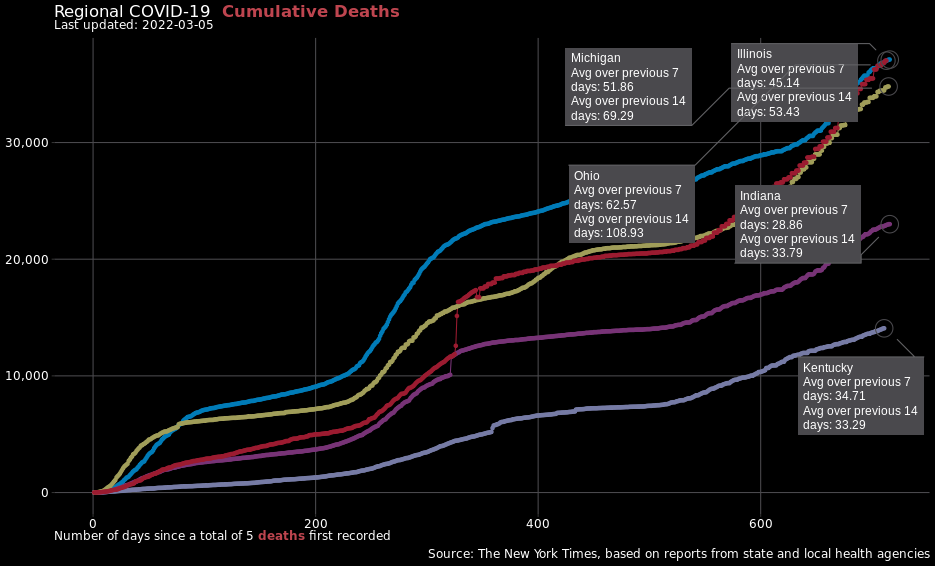 Regional COVID-19 Cumulative Deaths
Last updated: 2022-03-05
Michigan
Avg over previous 7
days: 51.86
Avg over previous 14
days: 69.29
Illinois
Avg over previous 7
days: 45.14
Avg over previous 14
days: 53.43
Ohio
Avg over previous 7
days: 62.57
Avg over previous 14
days: 108.93
Indiana
Avg over previous 7
days: 28.86
Avg over previous 14
days: 33.79
Kentucky
Avg over previous 7
days: 34.71
Avg over previous 14
days: 33.29
30,000
20,000
10,000
0
0 200 400 600
Number of days since a total of 5 deaths first recorded
Source: The New York Times, based on reports from state and local health agencies